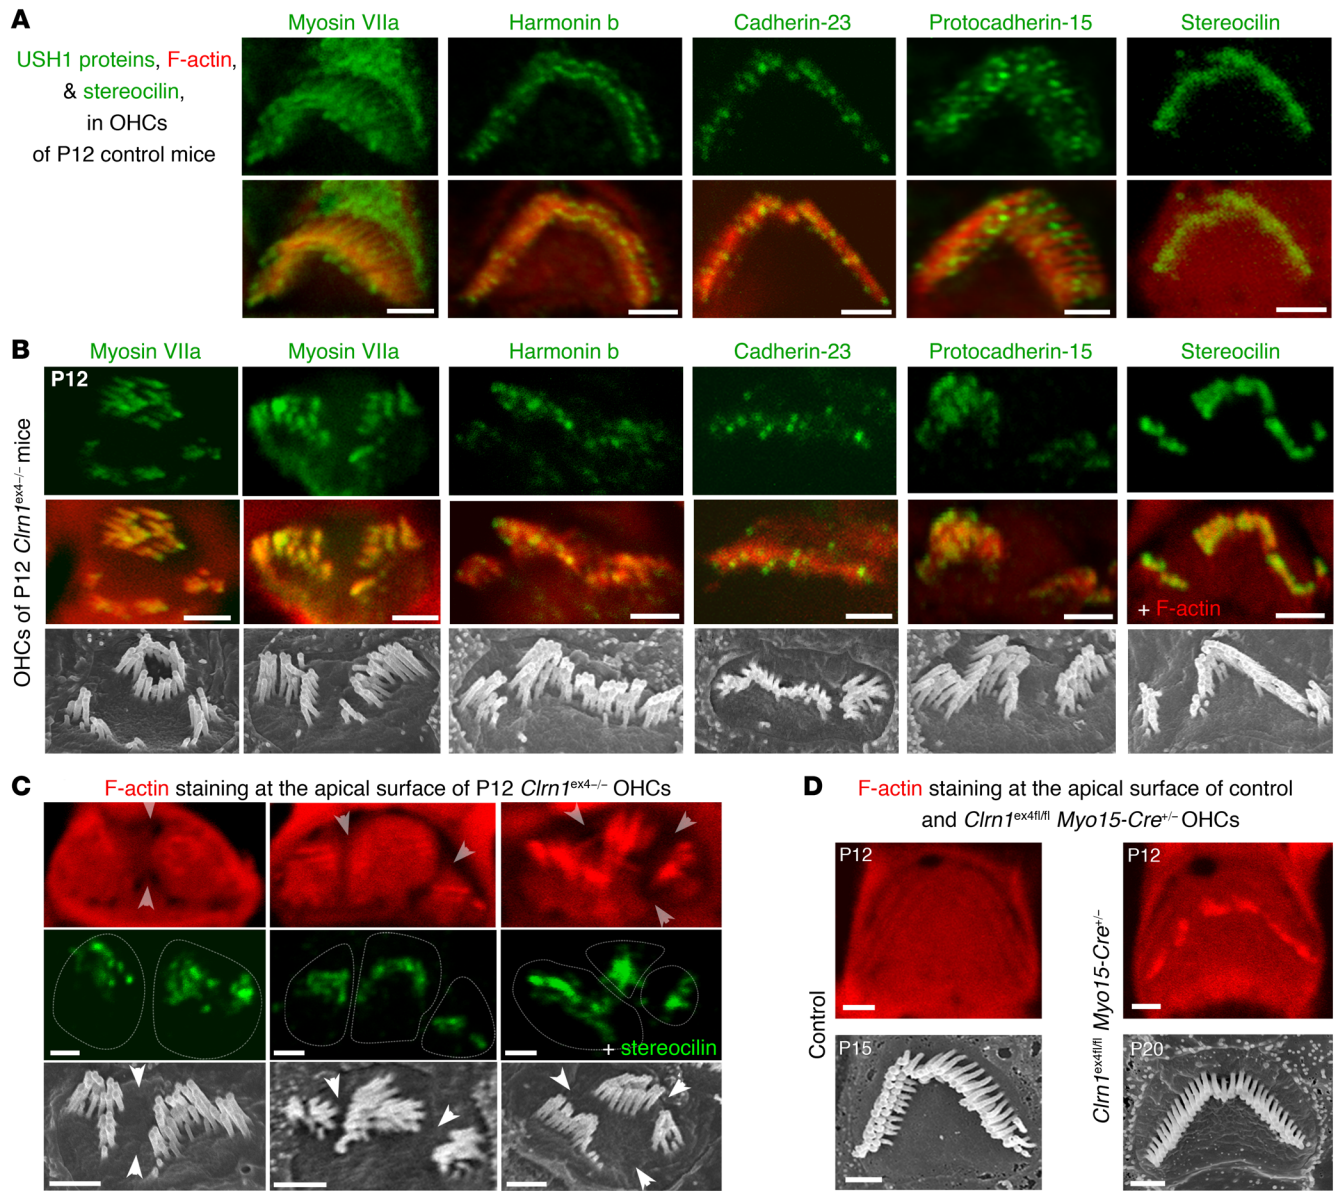 A
Myosin VIIa Harmonin b Cadherin-23 Protocadherin-15 Stereocilin
USH1 proteins, F-actin,
& stereocilin,
in OHCs
of P12 control mice
B
Myosin VIIa Myosin VIIa Harmonin b Cadherin-23 Protocadherin-15 Stereocilin
P12
OHCs of P12 Clrn1ex4–/– mice
+ F-actin
C
F-actin staining at the apical surface of P12 Clrn1ex4–/– OHCs
+ stereocilin
D
F-actin staining at the apical surface of control
and Clrn1ex4fl/fl Myo15-Cre+/– OHCs
P12
P12
Control
Clrn1ex4fl/fl Myo15-Cre+/–
P15
P20